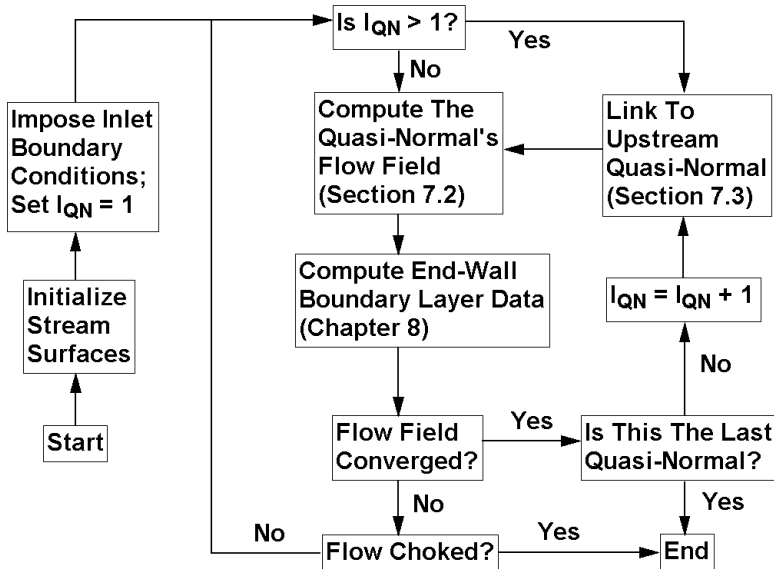 Is I_QN > 1?
Yes
No
Impose Inlet
Boundary
Conditions;
Set I_QN = 1
Compute The
Quasi-Normal's
Flow Field
(Section 7.2)
Link To
Upstream
Quasi-Normal
(Section 7.3)
Initialize
Stream
Surfaces
Compute End-Wall
Boundary Layer Data
(Chapter 8)
I_QN = I_QN + 1
No
Start
Flow Field
Converged?
Yes
Is This The Last
Quasi-Normal?
No
Yes
No
Flow Choked?
Yes
End